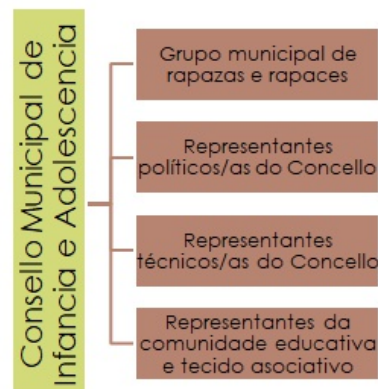 Consello Municipal de
Infancia e Adolescencia
Grupo municipal de
rapazas e rapaces
Representantes
políticos/as do Concello
Representantes
técnicos/as do Concello
Representantes da
comunidade educativa
e tecido asociativo